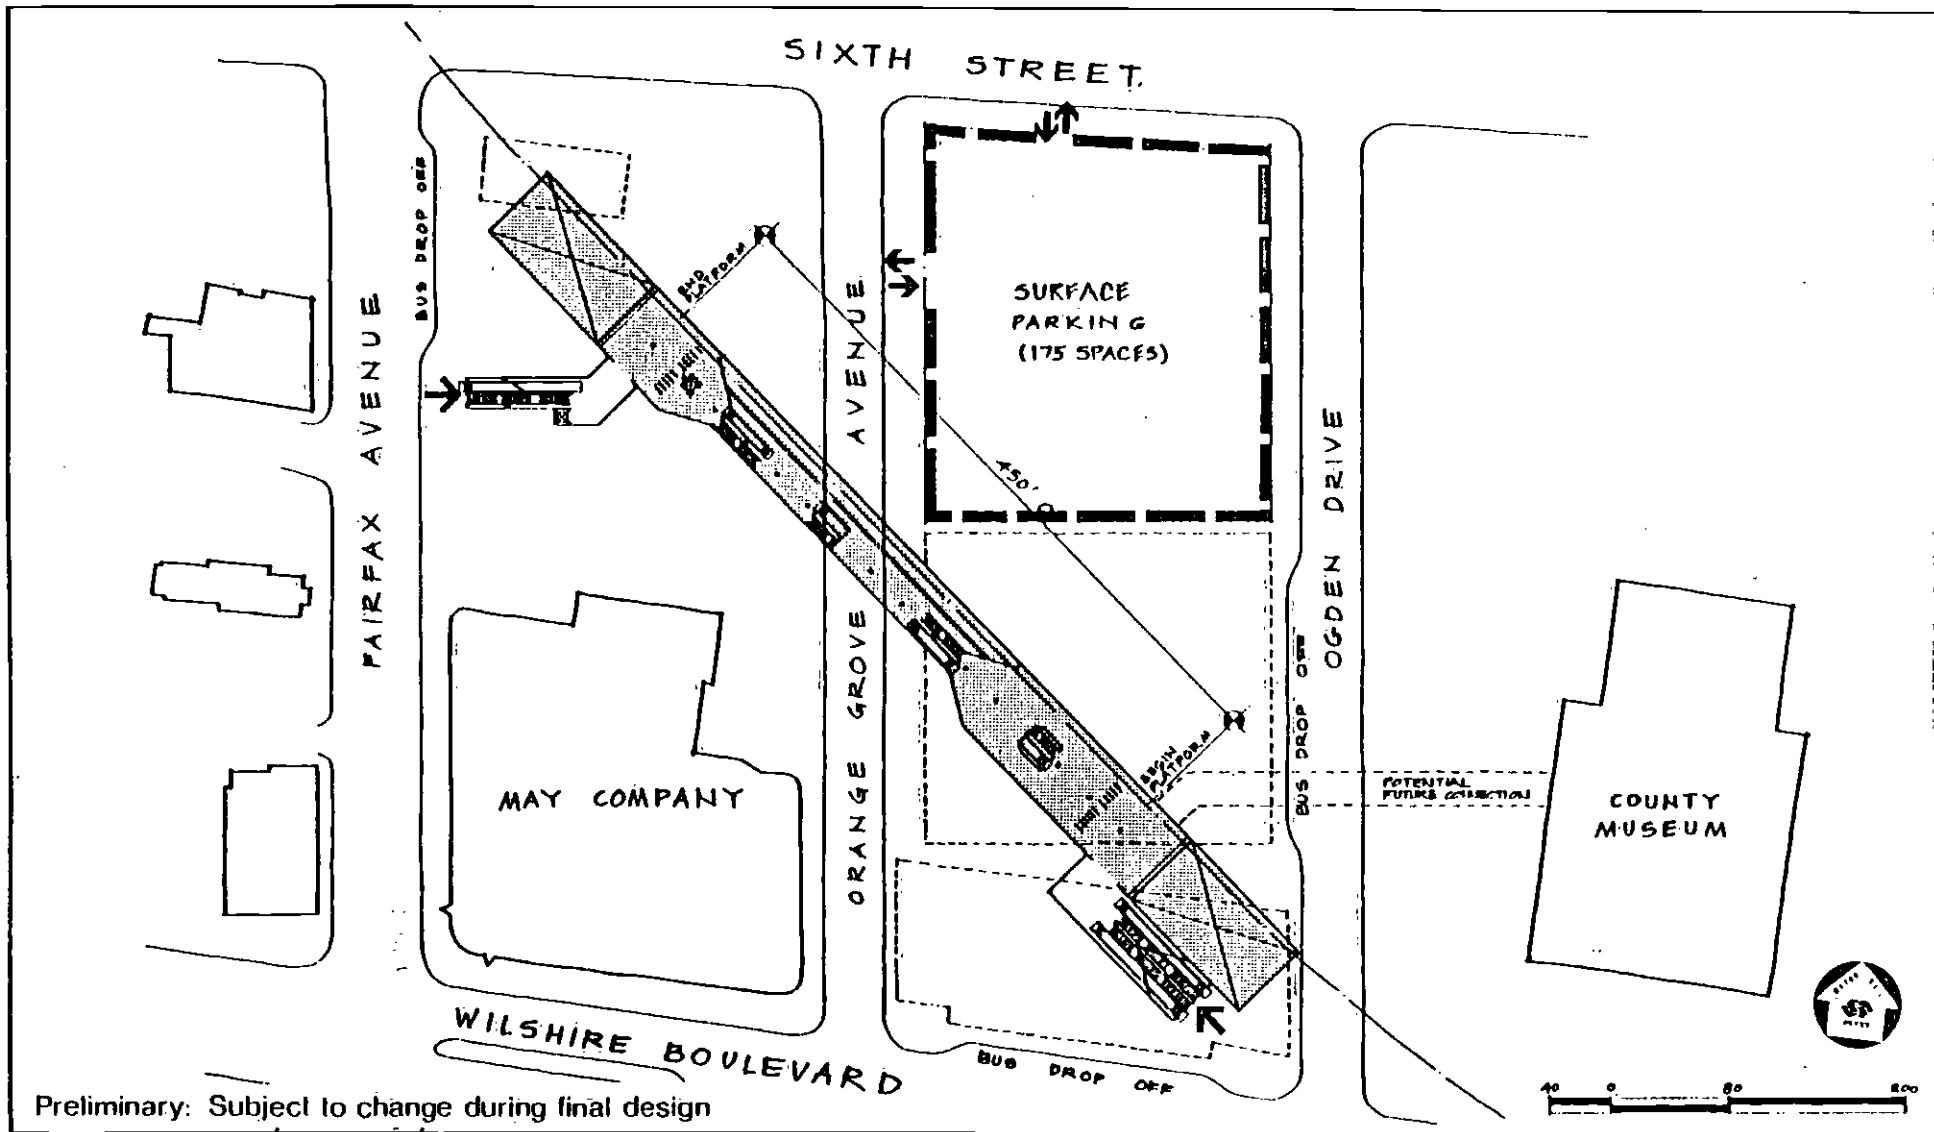 SIXTH STREET.
BUS DROP OFF
FAIRFAX AVENUE
END
PLATFORM
ORANGE GROVE AVENUE
SURFACE
PARKING
(175 SPACES)
450'
OGDEN DRIVE
BUS DROP OFF
BEGIN
PLATFORM
POTENTIAL
FUTURE CONNECTION
COUNTY
MUSEUM
MAY COMPANY
WILSHIRE BOULEVARD
BUS DROP OFF
40 0 80 200
Preliminary: Subject to change during final design